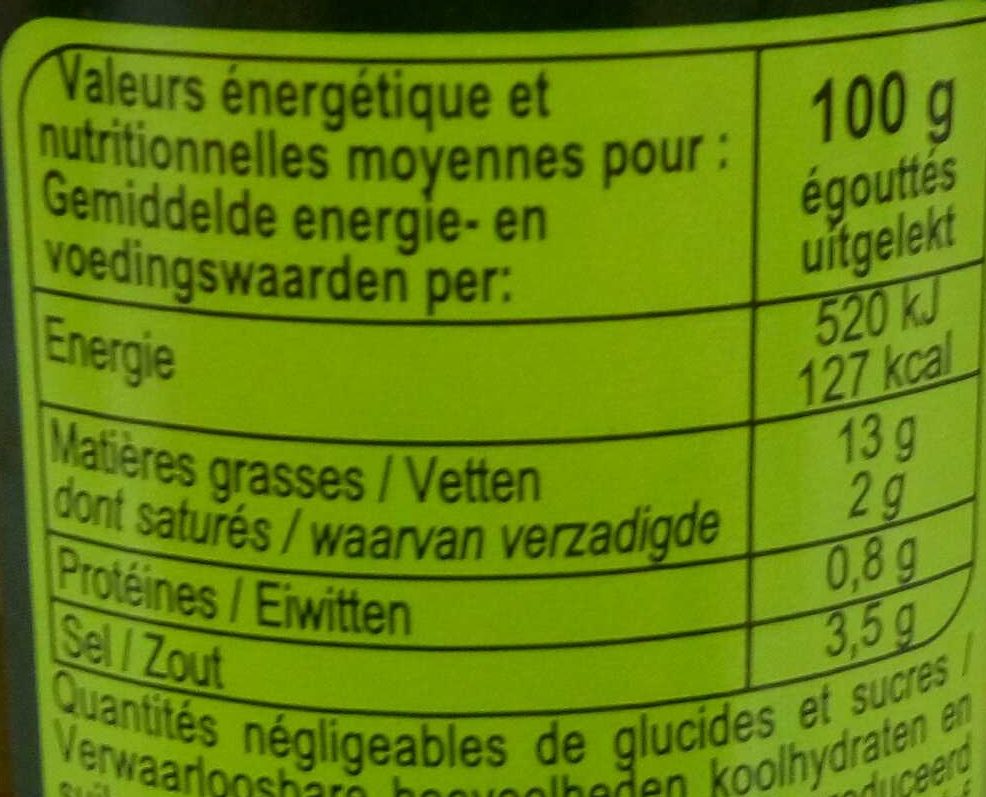 Valeurs énergétique et
nutritionnelles moyennes pour :
Gemiddelde energie- en
voedingswaarden per:
100 g
égouttés
uitgelekt
Energie
520 kJ
127 kcal
Matières grasses / Vetten
13 g
dont saturés / waarvan verzadigde
2 g
Protéines / Eiwitten
0,8 g
Sel / Zout
3,5 g
Quantités négligeables de glucides et sucres /
Verwaarloosbare hoeveelheden koolhydraten en